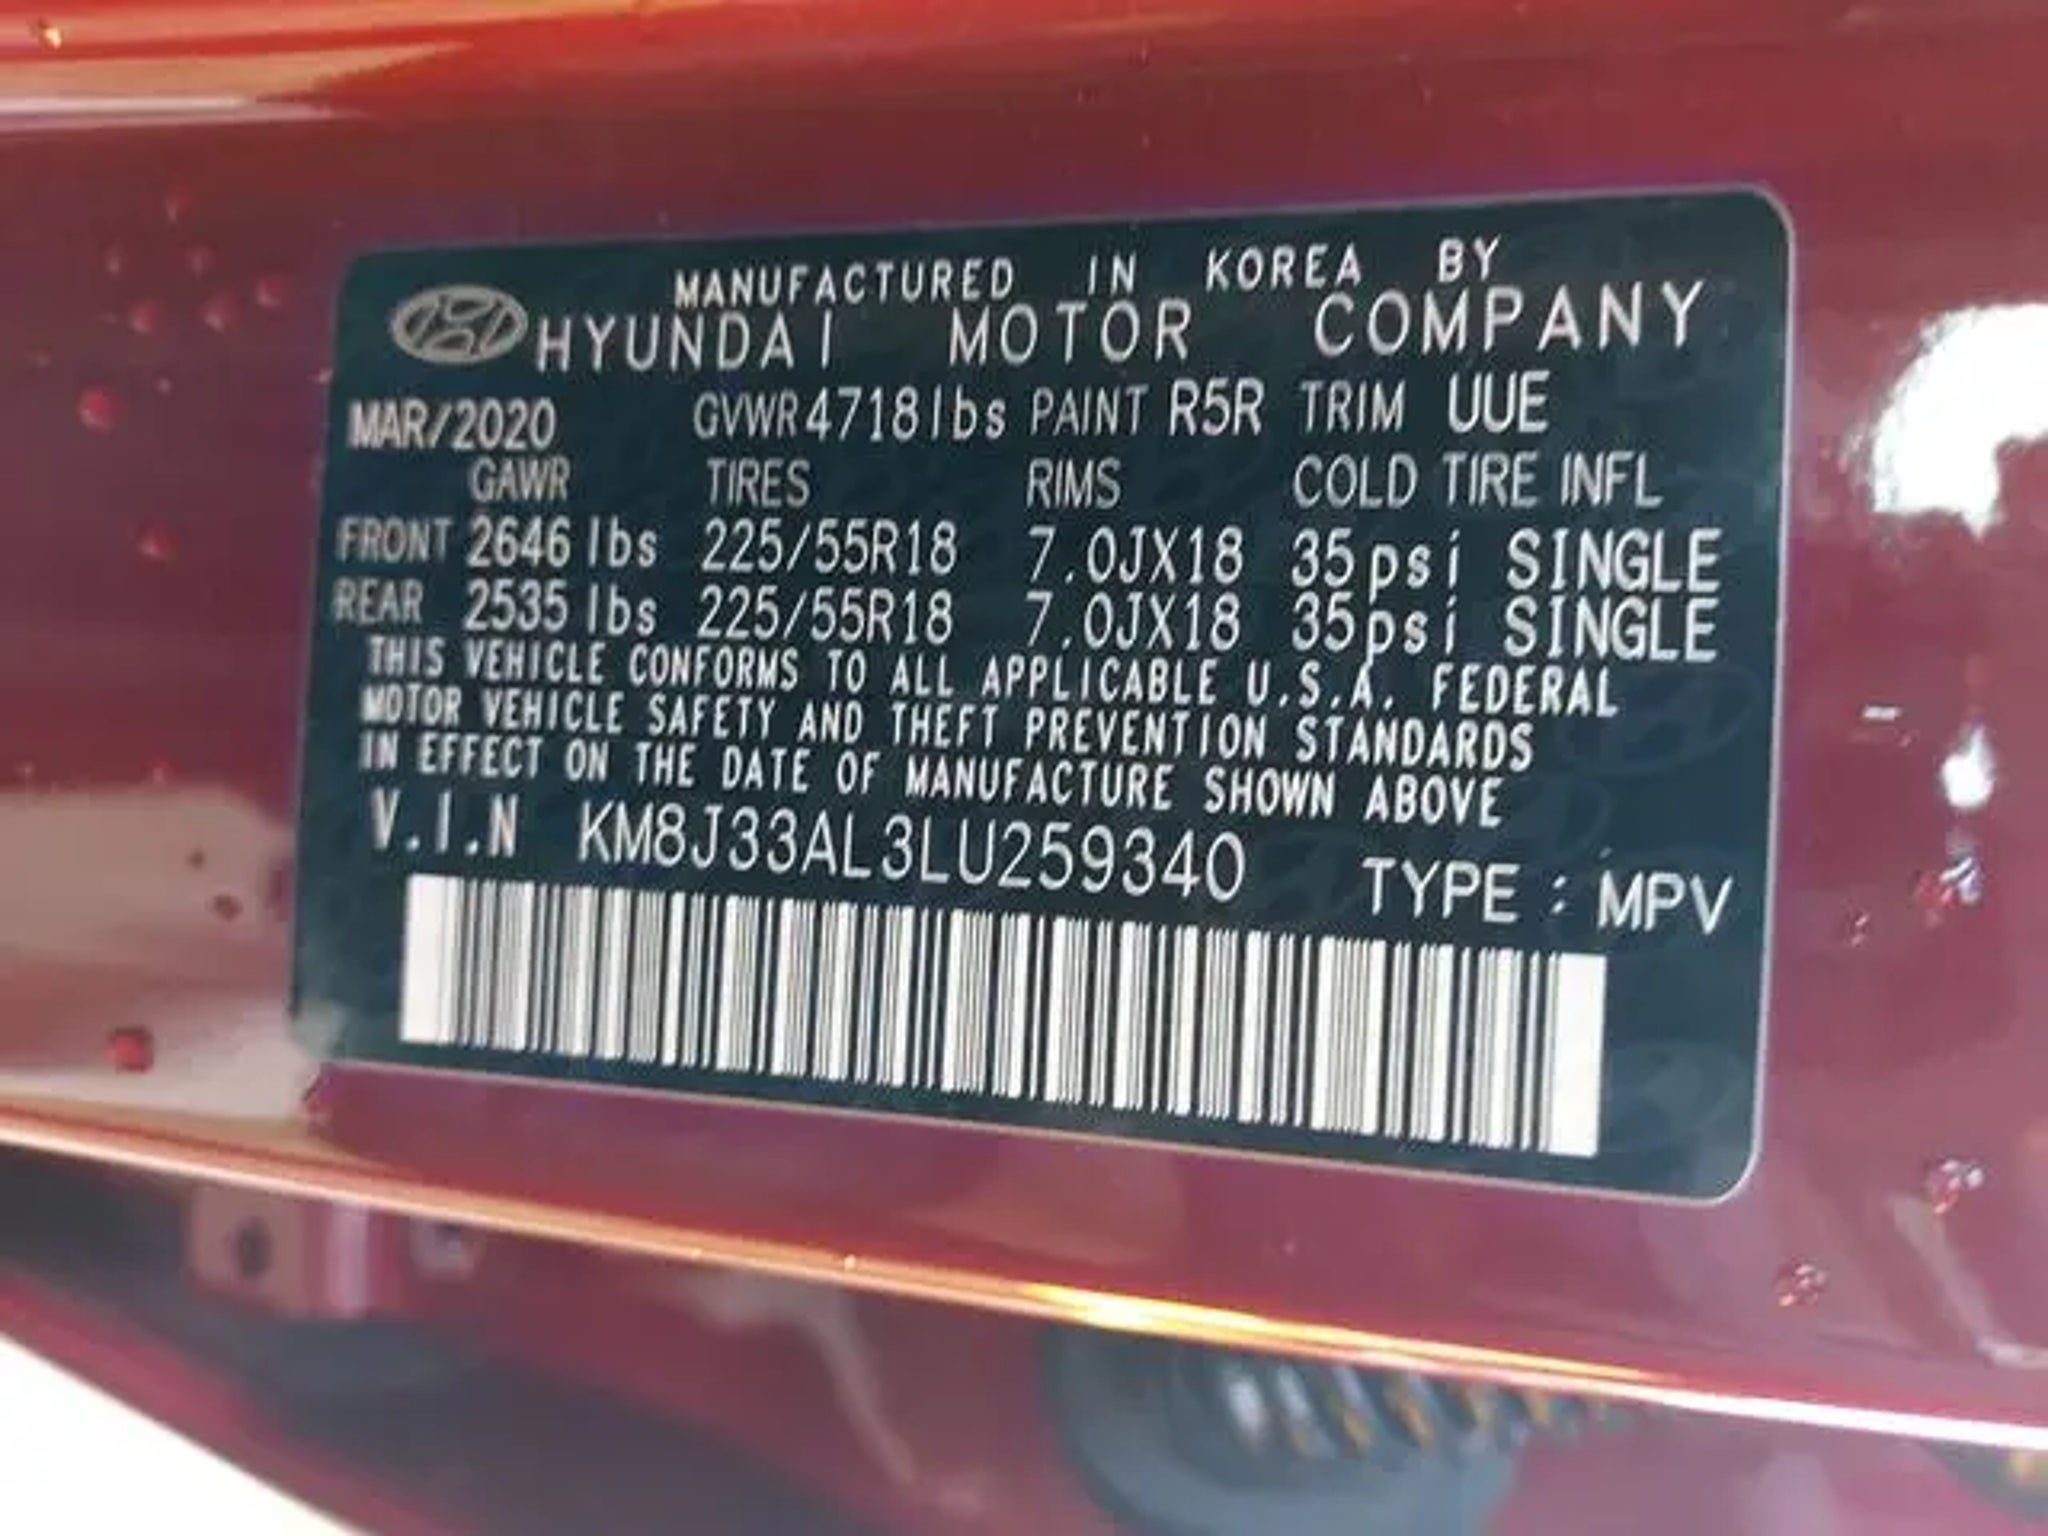 MANUFACTURED IN KOREA BY
HYUNDAI MOTOR COMPANY
MAR/2020 GVWR 4718lbs PAINT R5R TRIM UUE
GAWR TIRES RIMS COLD TIRE INFL
FRONT 2646 lbs 225/55R18 7.0JX18 35psi SINGLE
REAR 2535 lbs 225/55R18 7.0JX18 35psi SINGLE
THIS VEHICLE CONFORMS TO ALL APPLICABLE U.S.A. FEDERAL
MOTOR VEHICLE SAFETY AND THEFT PREVENTION STANDARDS
IN EFFECT ON THE DATE OF MANUFACTURE SHOWN ABOVE
V.I.N KM8J33AL3LU259340 TYPE : MPV